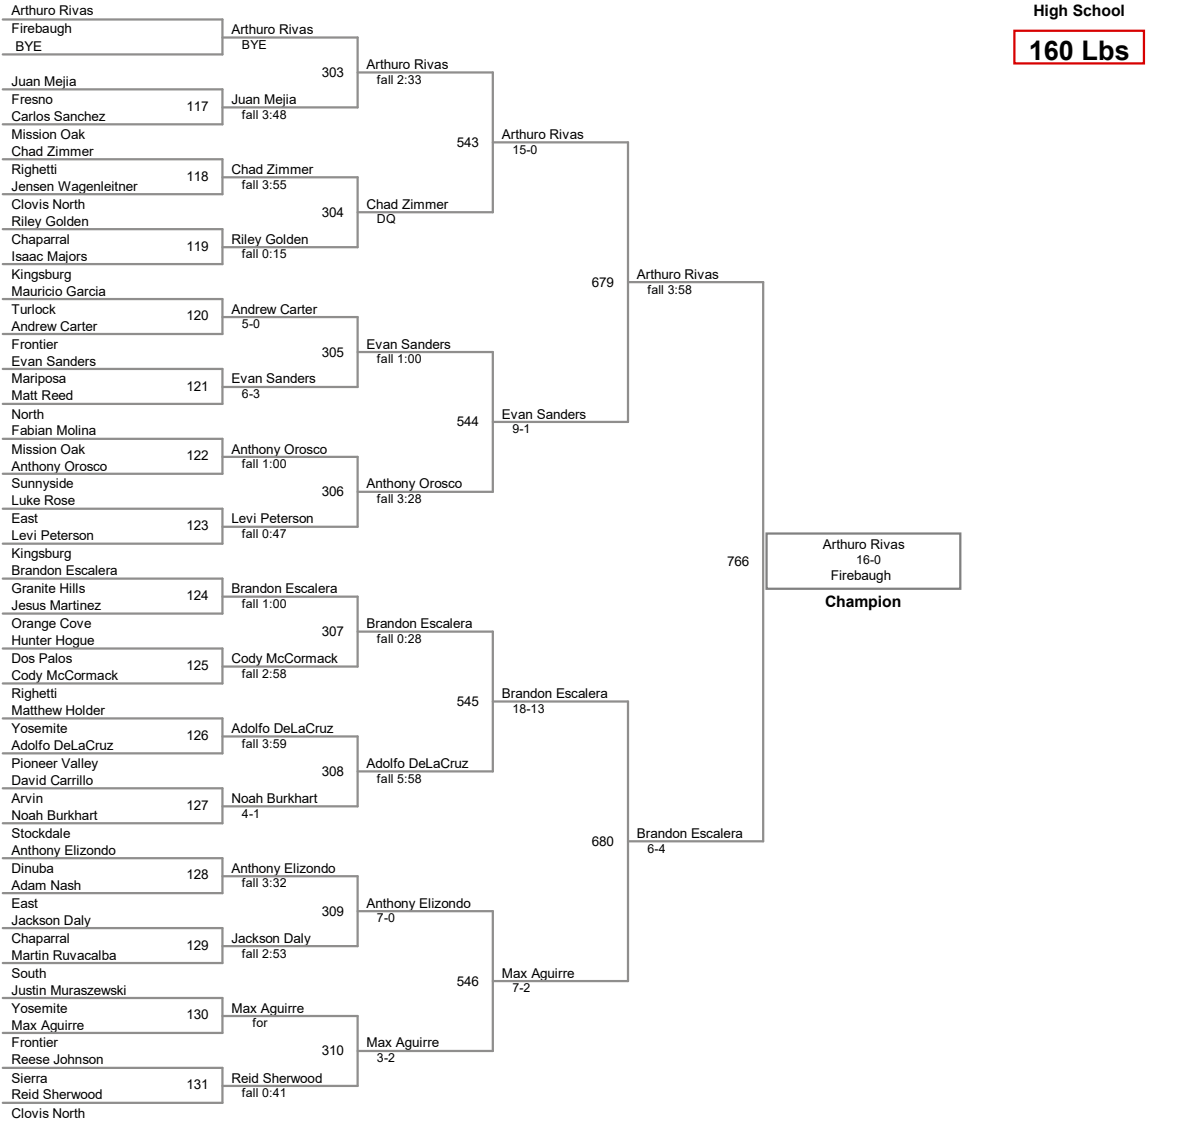 High School
160 Lbs
Arthuro Rivas
Firebaugh
BYE
Juan Mejia
Fresno
117
Carlos Sanchez
Mission Oak
Chad Zimmer
Righetti
118
Jensen Wagenleitner
Clovis North
Riley Golden
Chaparral
119
Isaac Majors
Kingsburg
Mauricio Garcia
Turlock
120
Andrew Carter
Frontier
Evan Sanders
Mariposa
121
Matt Reed
North
Fabian Molina
Mission Oak
122
Anthony Orosco
Sunnyside
Luke Rose
East
123
Levi Peterson
Kingsburg
Brandon Escalera
Granite Hills
124
Jesus Martinez
Orange Cove
Hunter Hogue
Dos Palos
125
Cody McCormack
Righetti
Matthew Holder
Yosemite
126
Adolfo DeLaCruz
Pioneer Valley
David Carrillo
Arvin
127
Noah Burkhart
Stockdale
Anthony Elizondo
Dinuba
128
Adam Nash
East
Jackson Daly
Chaparral
129
Martin Ruvacalba
South
Justin Muraszewski
Yosemite
130
Max Aguirre
Frontier
Reese Johnson
Sierra
131
Reid Sherwood
Clovis North
Arthuro Rivas
BYE
303
Juan Mejia
fall 3:48
Chad Zimmer
fall 3:55
304
Riley Golden
fall 0:15
Andrew Carter
5-0
305
Evan Sanders
6-3
Anthony Orosco
fall 1:00
306
Levi Peterson
fall 0:47
Brandon Escalera
fall 1:00
307
Cody McCormack
fall 2:58
Adolfo DeLaCruz
fall 3:59
308
Noah Burkhart
4-1
Anthony Elizondo
fall 3:32
309
Jackson Daly
fall 2:53
Max Aguirre
for
310
Reid Sherwood
fall 0:41
Arthuro Rivas
fall 2:33
543
Chad Zimmer
DQ
Evan Sanders
fall 1:00
544
Anthony Orosco
fall 3:28
Brandon Escalera
fall 0:28
545
Adolfo DeLaCruz
fall 5:58
Anthony Elizondo
7-0
546
Max Aguirre
3-2
Arthuro Rivas
15-0
679
Evan Sanders
9-1
Brandon Escalera
18-13
680
Max Aguirre
7-2
Arthuro Rivas
fall 3:58
766
Brandon Escalera
6-4
Arthuro Rivas
16-0
Firebaugh
Champion